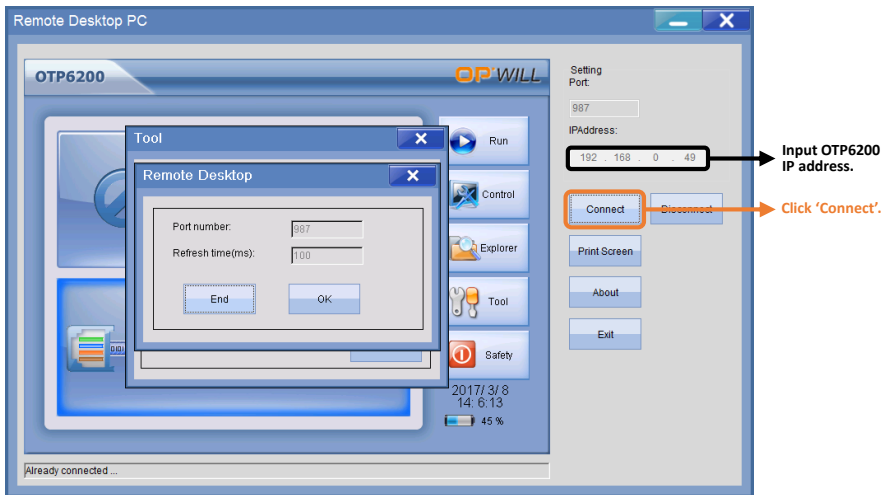 Remote Desktop PC
OTP6200
OPWILL
Tool
Remote Desktop
Port number:
987
Refresh time(ms):
100
End
OK
Run
Control
Explorer
Tool
Safety
2017/ 3/ 8
14: 6:13
45 %
Already connected ...
Setting
Port:
987
IPAddress:
192 . 168 . 0 . 49
Connect
Disconnect
Print Screen
About
Exit
Input OTP6200
IP address.
Click ‘Connect’.